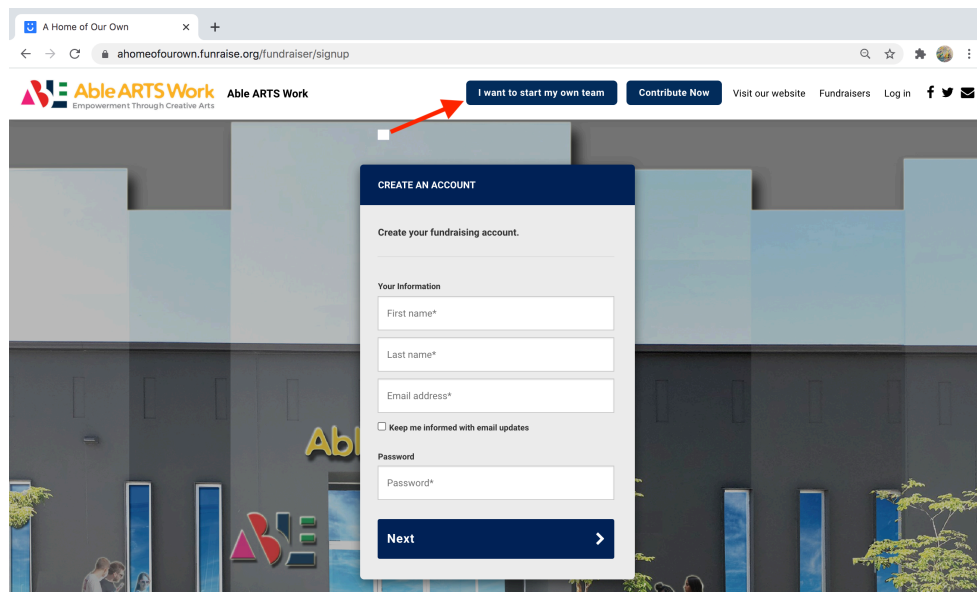 A Home of Our Own
ahomeofourown.funraise.org/fundraiser/signup
Able ARTS Work
Empowerment Through Creative Arts
Able ARTS Work
I want to start my own team
Contribute Now
Visit our website
Fundraisers
Log in
CREATE AN ACCOUNT
Create your fundraising account.
Your Information
First name*
Last name*
Email address*
Keep me informed with email updates
Password
Password*
Next
Abl
ABLE